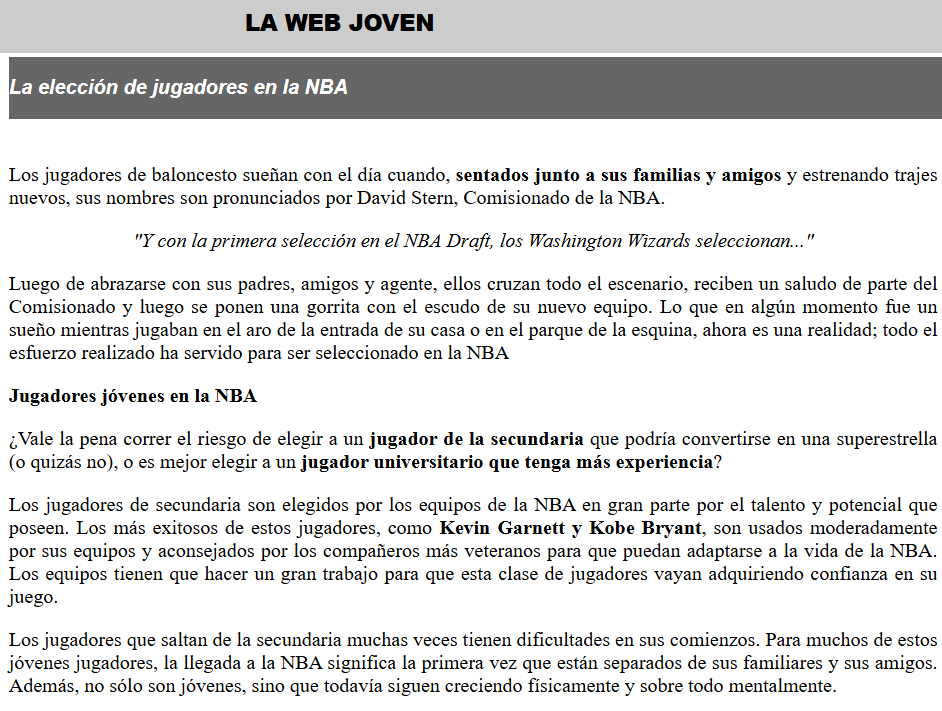 LA WEB JOVEN
La elección de jugadores en la NBA
Los jugadores de baloncesto sueñan con el día cuando, sentados junto a sus familias y amigos y estrenando trajes
nuevos, sus nombres son pronunciados por David Stern, Comisionado de la NBA.
"Y con la primera selección en el NBA Draft, los Washington Wizards seleccionan..."
Luego de abrazarse con sus padres, amigos y agente, ellos cruzan todo el escenario, reciben un saludo de parte del
Comisionado y luego se ponen una gorrita con el escudo de su nuevo equipo. Lo que en algún momento fue un
sueño mientras jugaban en el aro de la entrada de su casa o en el parque de la esquina, ahora es una realidad; todo el
esfuerzo realizado ha servido para ser seleccionado en la NBA
Jugadores jóvenes en la NBA
¿Vale la pena correr el riesgo de elegir a un jugador de la secundaria que podría convertirse en una superestrella
(o quizás no), o es mejor elegir a un jugador universitario que tenga más experiencia?
Los jugadores de secundaria son elegidos por los equipos de la NBA en gran parte por el talento y potencial que
poseen. Los más exitosos de estos jugadores, como Kevin Garnett y Kobe Bryant, son usados moderadamente
por sus equipos y aconsejados por los compañeros más veteranos para que puedan adaptarse a la vida de la NBA.
Los equipos tienen que hacer un gran trabajo para que esta clase de jugadores vayan adquiriendo confianza en su
juego.
Los jugadores que saltan de la secundaria muchas veces tienen dificultades en sus comienzos. Para muchos de estos
jóvenes jugadores, la llegada a la NBA significa la primera vez que están separados de sus familiares y sus amigos.
Además, no sólo son jóvenes, sino que todavía siguen creciendo físicamente y sobre todo mentalmente.